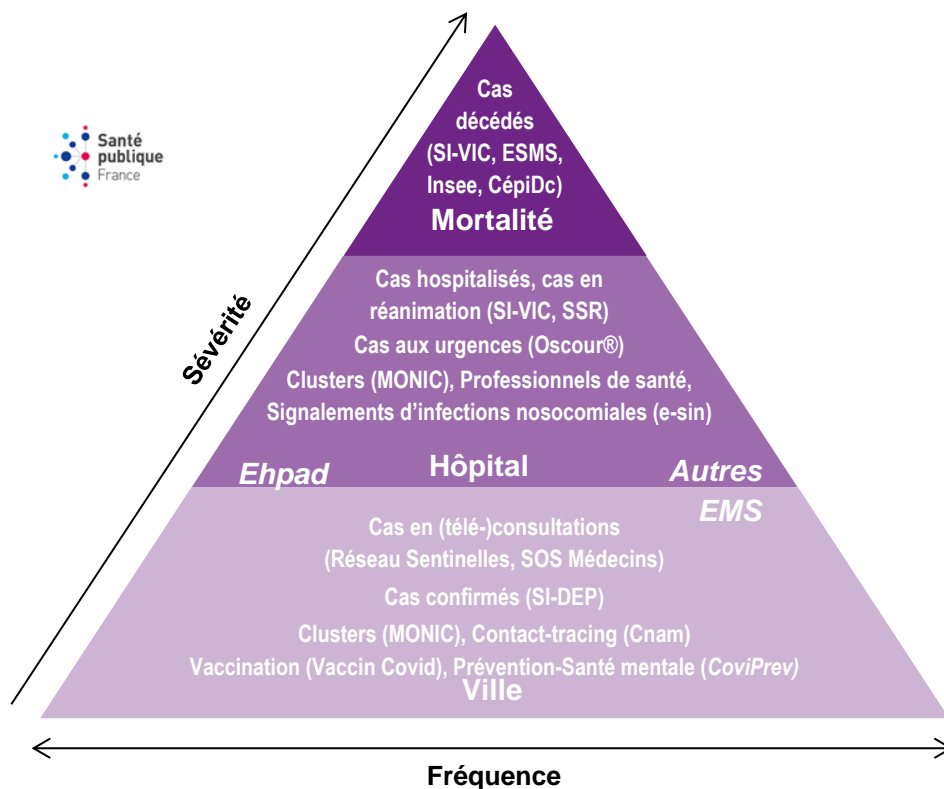 Santé
publique
France
Cas
décédés
(SI-VIC, ESMS,
Insee, CépiDc)
Mortalité
Sévérité
Cas hospitalisés, cas en
réanimation (SI-VIC, SSR)
Cas aux urgences (Oscour®)
Clusters (MONIC), Professionnels de santé,
Signalements d’infections nosocomiales (e-sin)
Ehpad
Hôpital
Autres
EMS
Cas en (télé-)consultations
(Réseau Sentinelles, SOS Médecins)
Cas confirmés (SI-DEP)
Clusters (MONIC), Contact-tracing (Cnam)
Vaccination (Vaccin Covid), Prévention-Santé mentale (CoviPrev)
Ville
Fréquence